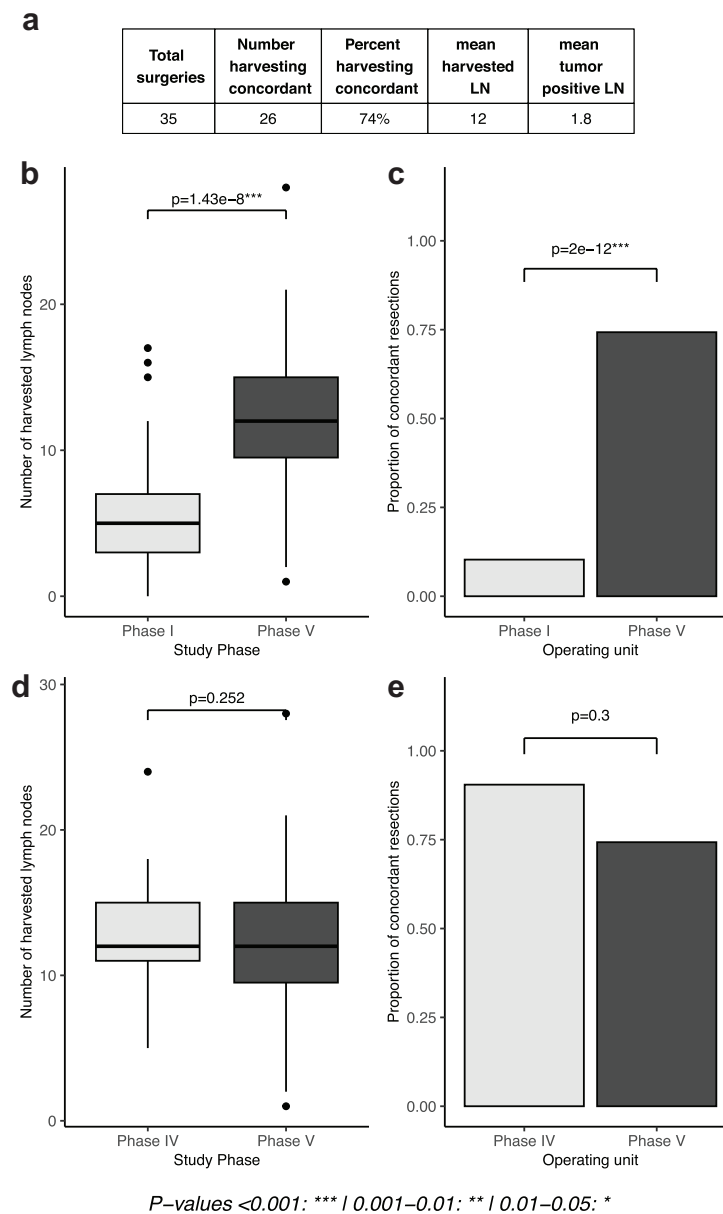 a
Total surgeries
Number harvesting concordant
Percent harvesting concordant
mean harvested LN
mean tumor positive LN
35
26
74%
12
1.8
b
p=1.43e−8***
Number of harvested lymph nodes
20
10
0
Phase I
Phase V
Study Phase
c
p=2e−12***
Proportion of concordant resections
1.00
0.75
0.50
0.25
0.00
Phase I
Phase V
Operating unit
d
p=0.252
Number of harvested lymph nodes
30
20
10
0
Phase IV
Phase V
Study Phase
e
p=0.3
Proportion of concordant resections
1.00
0.75
0.50
0.25
0.00
Phase IV
Phase V
Operating unit
P−values <0.001: *** | 0.001−0.01: ** | 0.01−0.05: *